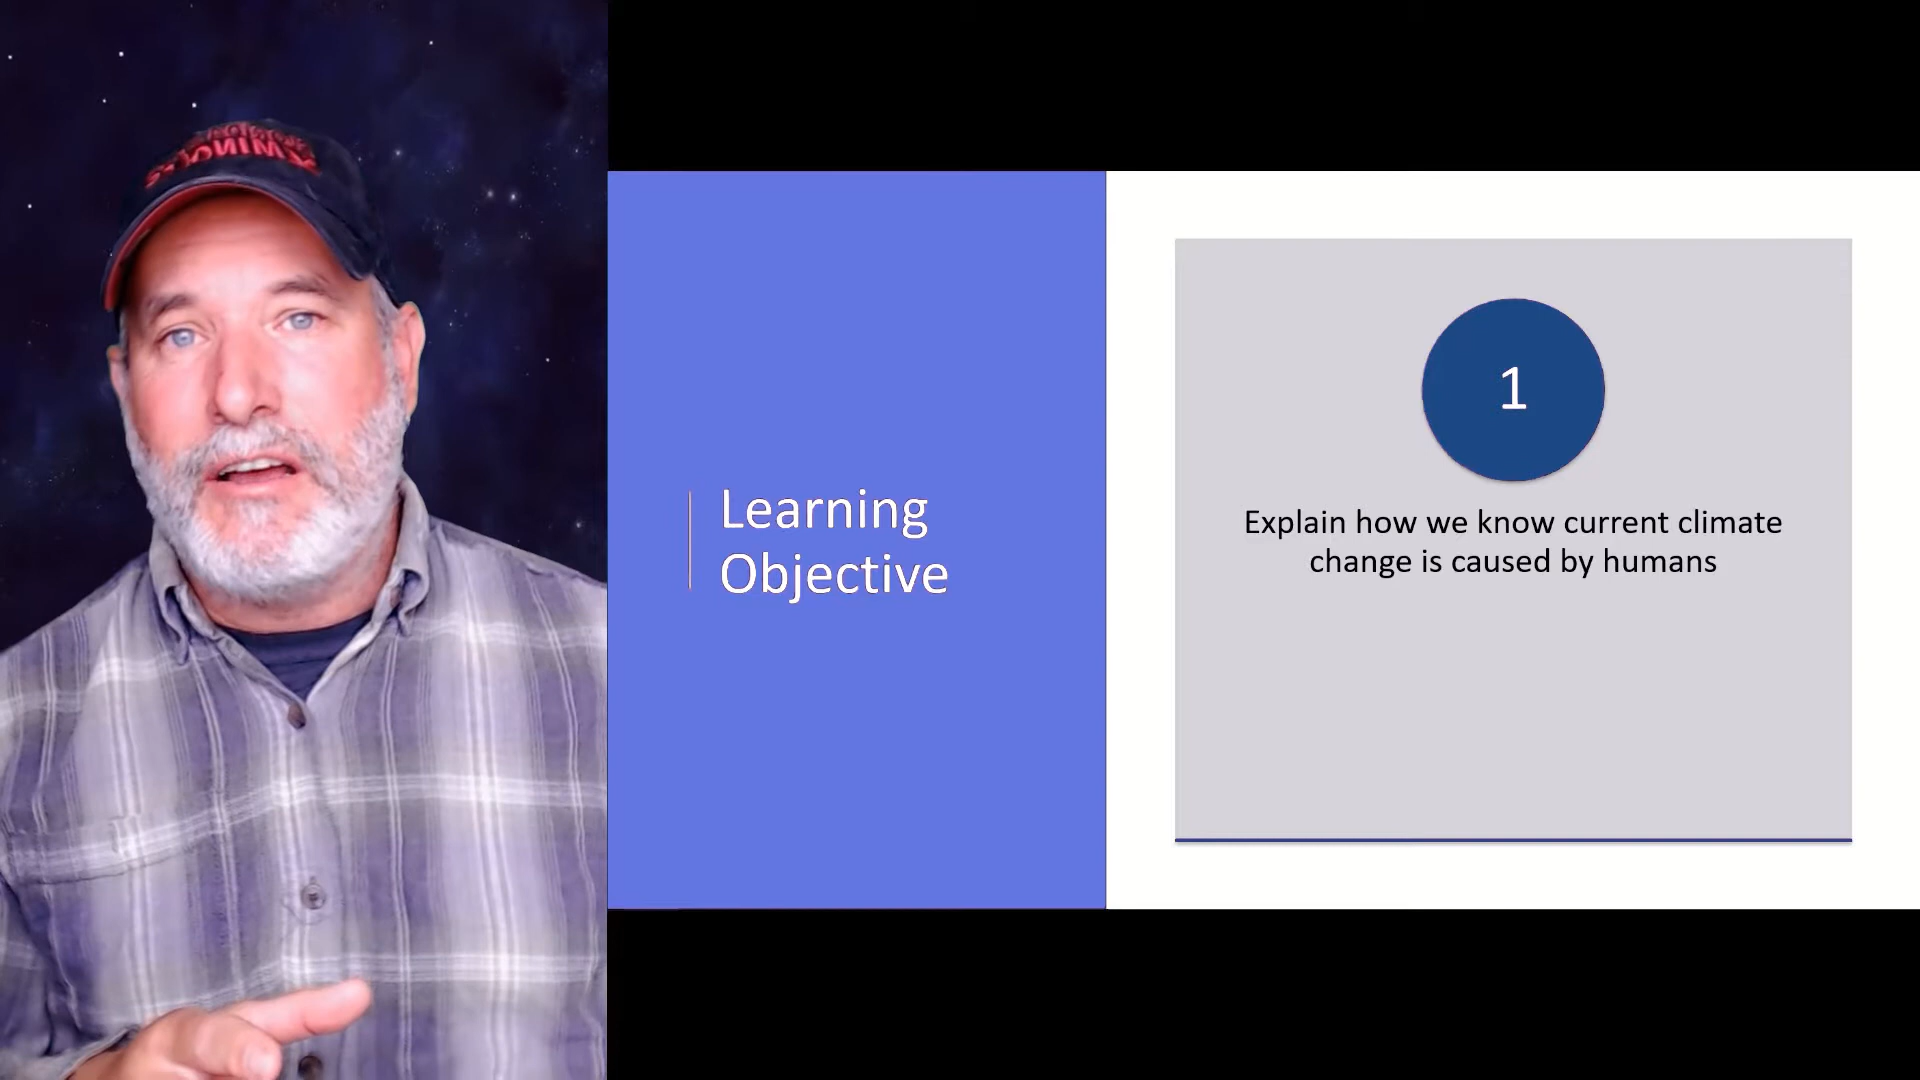 Learning
Objective
1
Explain how we know current climate
change is caused by humans